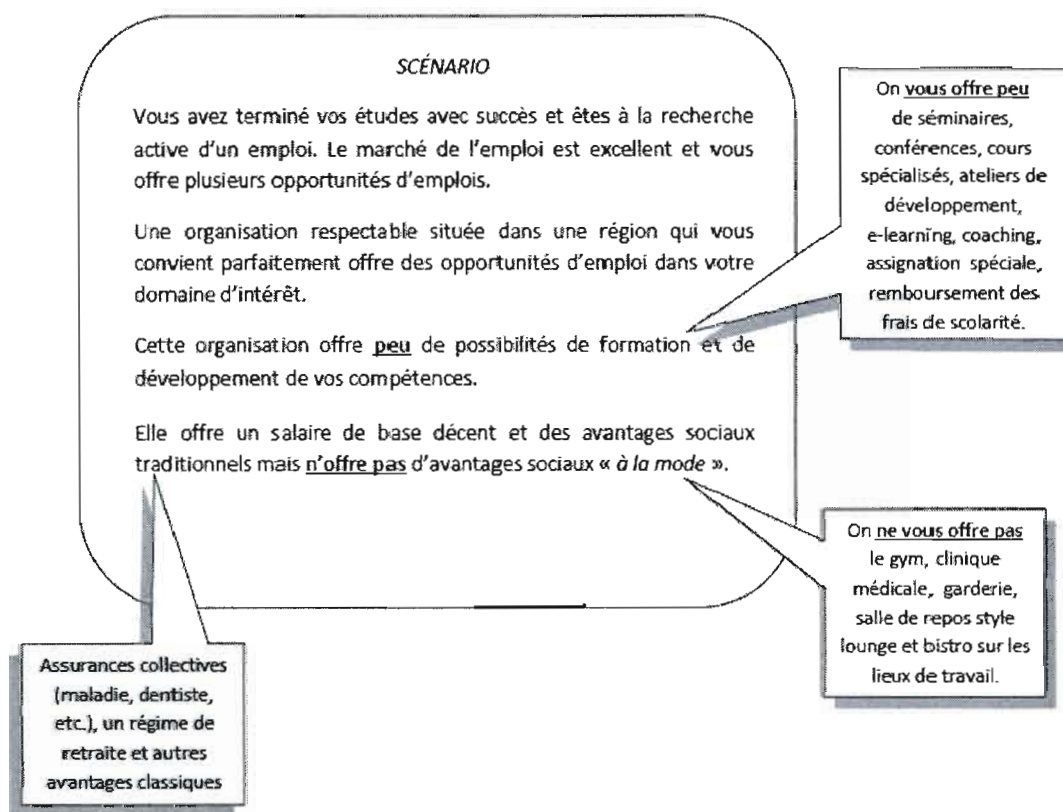 SCÉNARIO
Vous avez terminé vos études avec succès et êtes à la recherche
active d'un emploi. Le marché de l'emploi est excellent et vous
offre plusieurs opportunités d'emplois.
Une organisation respectable située dans une région qui vous
convient parfaitement offre des opportunités d'emploi dans votre
domaine d'intérêt.
Cette organisation offre peu de possibilités de formation et de
développement de vos compétences.
Elle offre un salaire de base décent et des avantages sociaux
traditionnels mais n'offre pas d'avantages sociaux « à la mode ».
On vous offre peu
de séminaires,
conférences, cours
spécialisés, ateliers de
développement,
e-learning, coaching,
assignation spéciale,
remboursement des
frais de scolarité.
On ne vous offre pas
le gym, clinique
médicale, garderie,
salle de repos style
lounge et bistro sur les
lieux de travail.
Assurances collectives
(maladie, dentiste,
etc.), un régime de
retraite et autres
avantages classiques